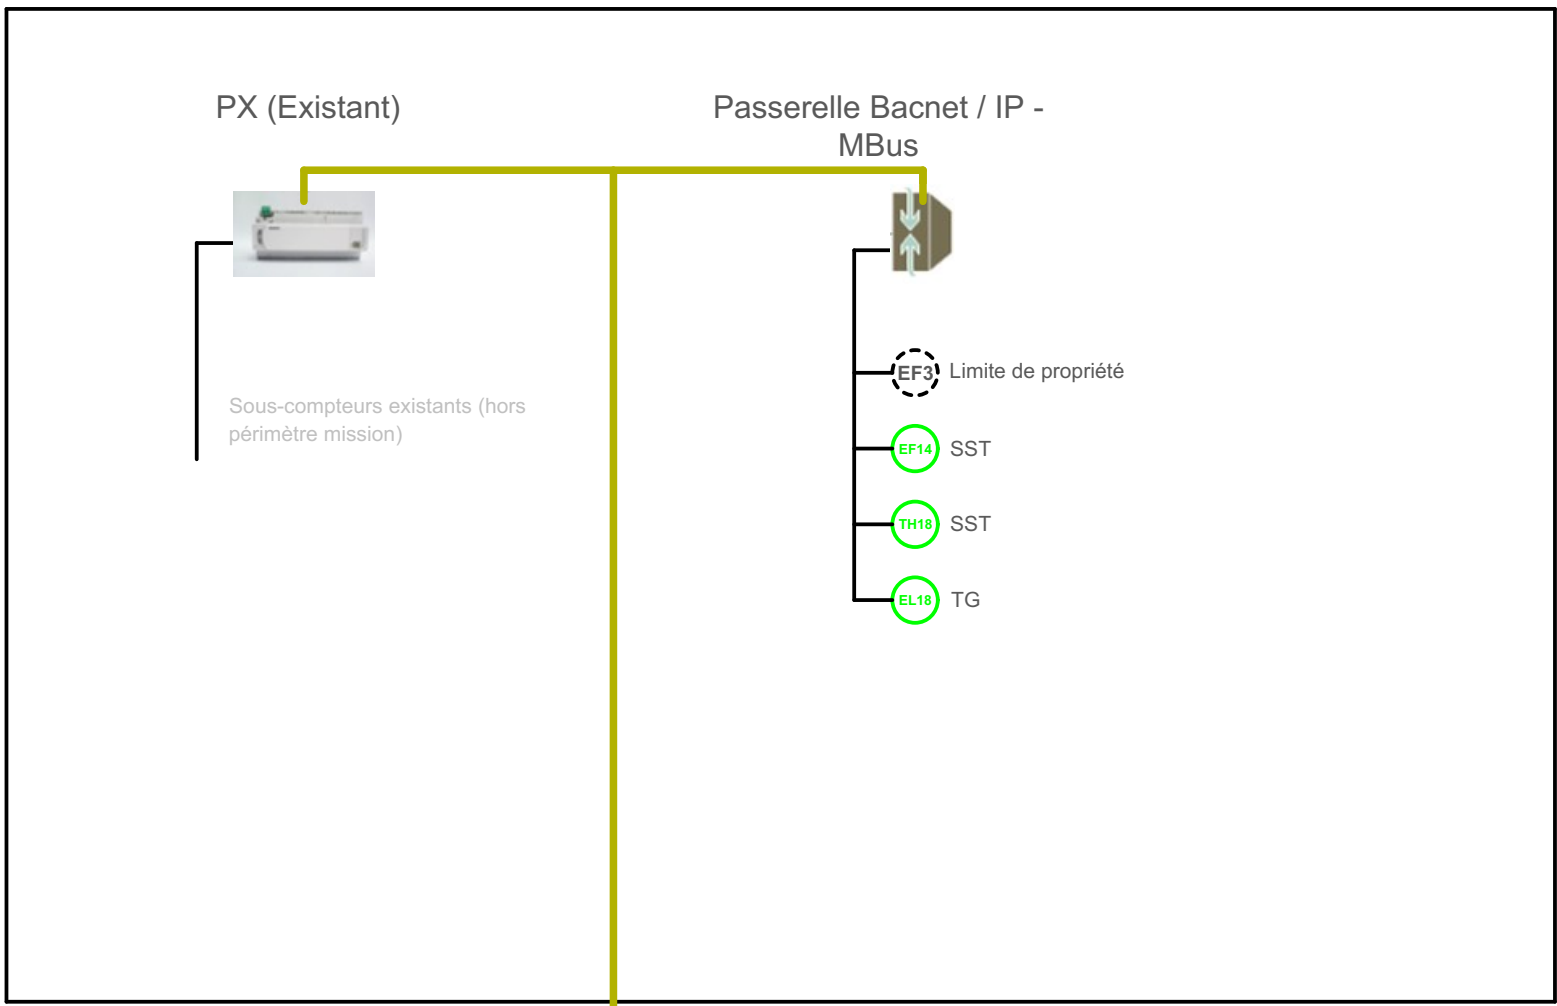 PX (Existant)
Passerelle Bacnet / IP -
MBus
Sous-compteurs existants (hors
périmètre mission)
EF3 Limite de propriété
EF14 SST
TH18 SST
EL18 TG